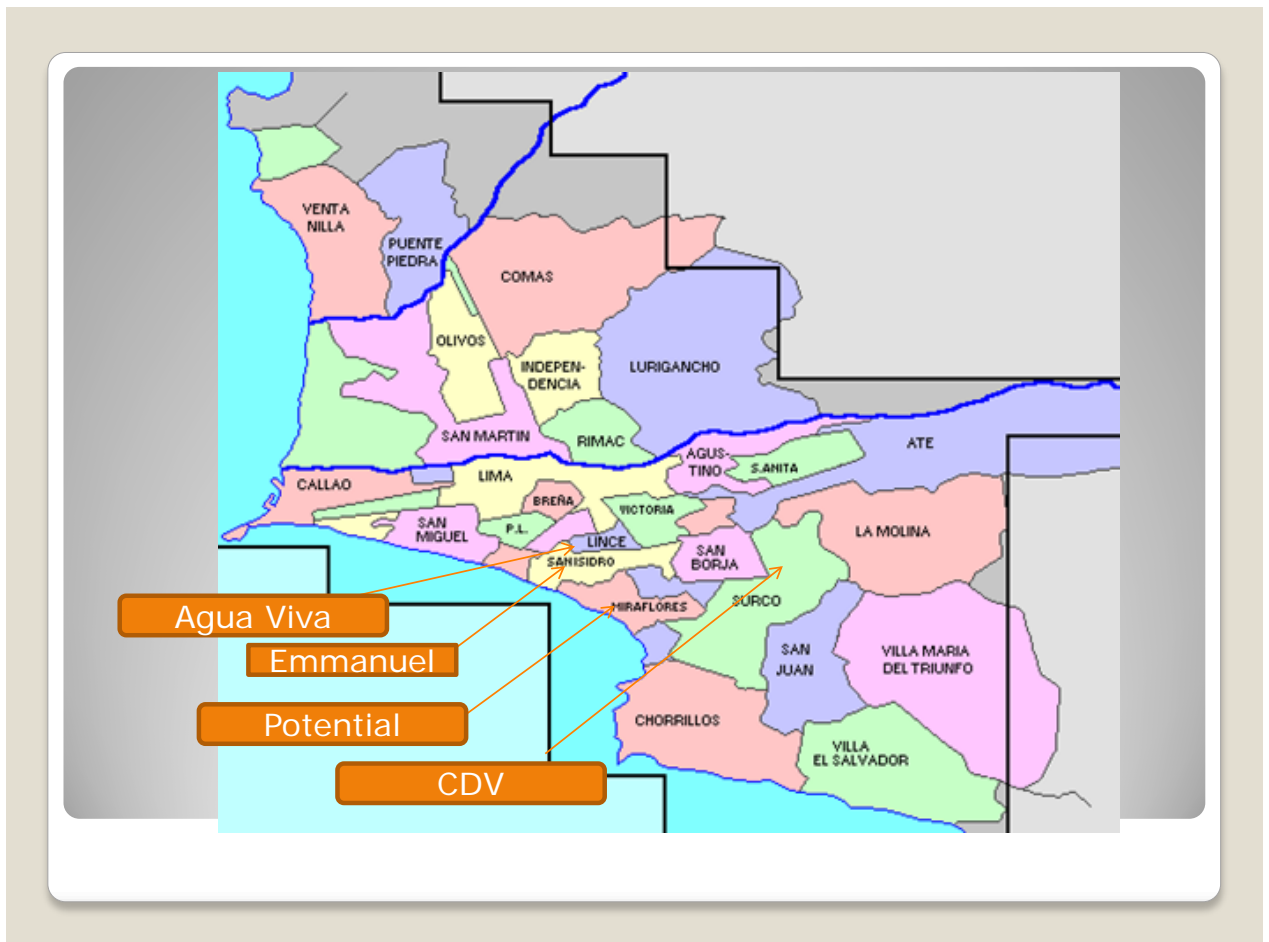 VENTA
NILLA
PUENTE
PIEDRA
COMAS
OLIVOS
INDEPEN-
DENCIA
LURIGANCHO
SAN MARTIN
RIMAC
AGUS-
TINO
S.ANITA
ATE
CALLAO
LIMA
BREÑA
VICTORIA
SAN
MIGUEL
P.L.
LINCE
SAN
BORJA
LA MOLINA
SANISIDRO
MIRAFLORES
SURCO
Agua Viva
Emmanuel
SAN
JUAN
VILLA MARIA
DEL TRIUNFO
Potential
CHORRILLOS
VILLA
EL SALVADOR
CDV